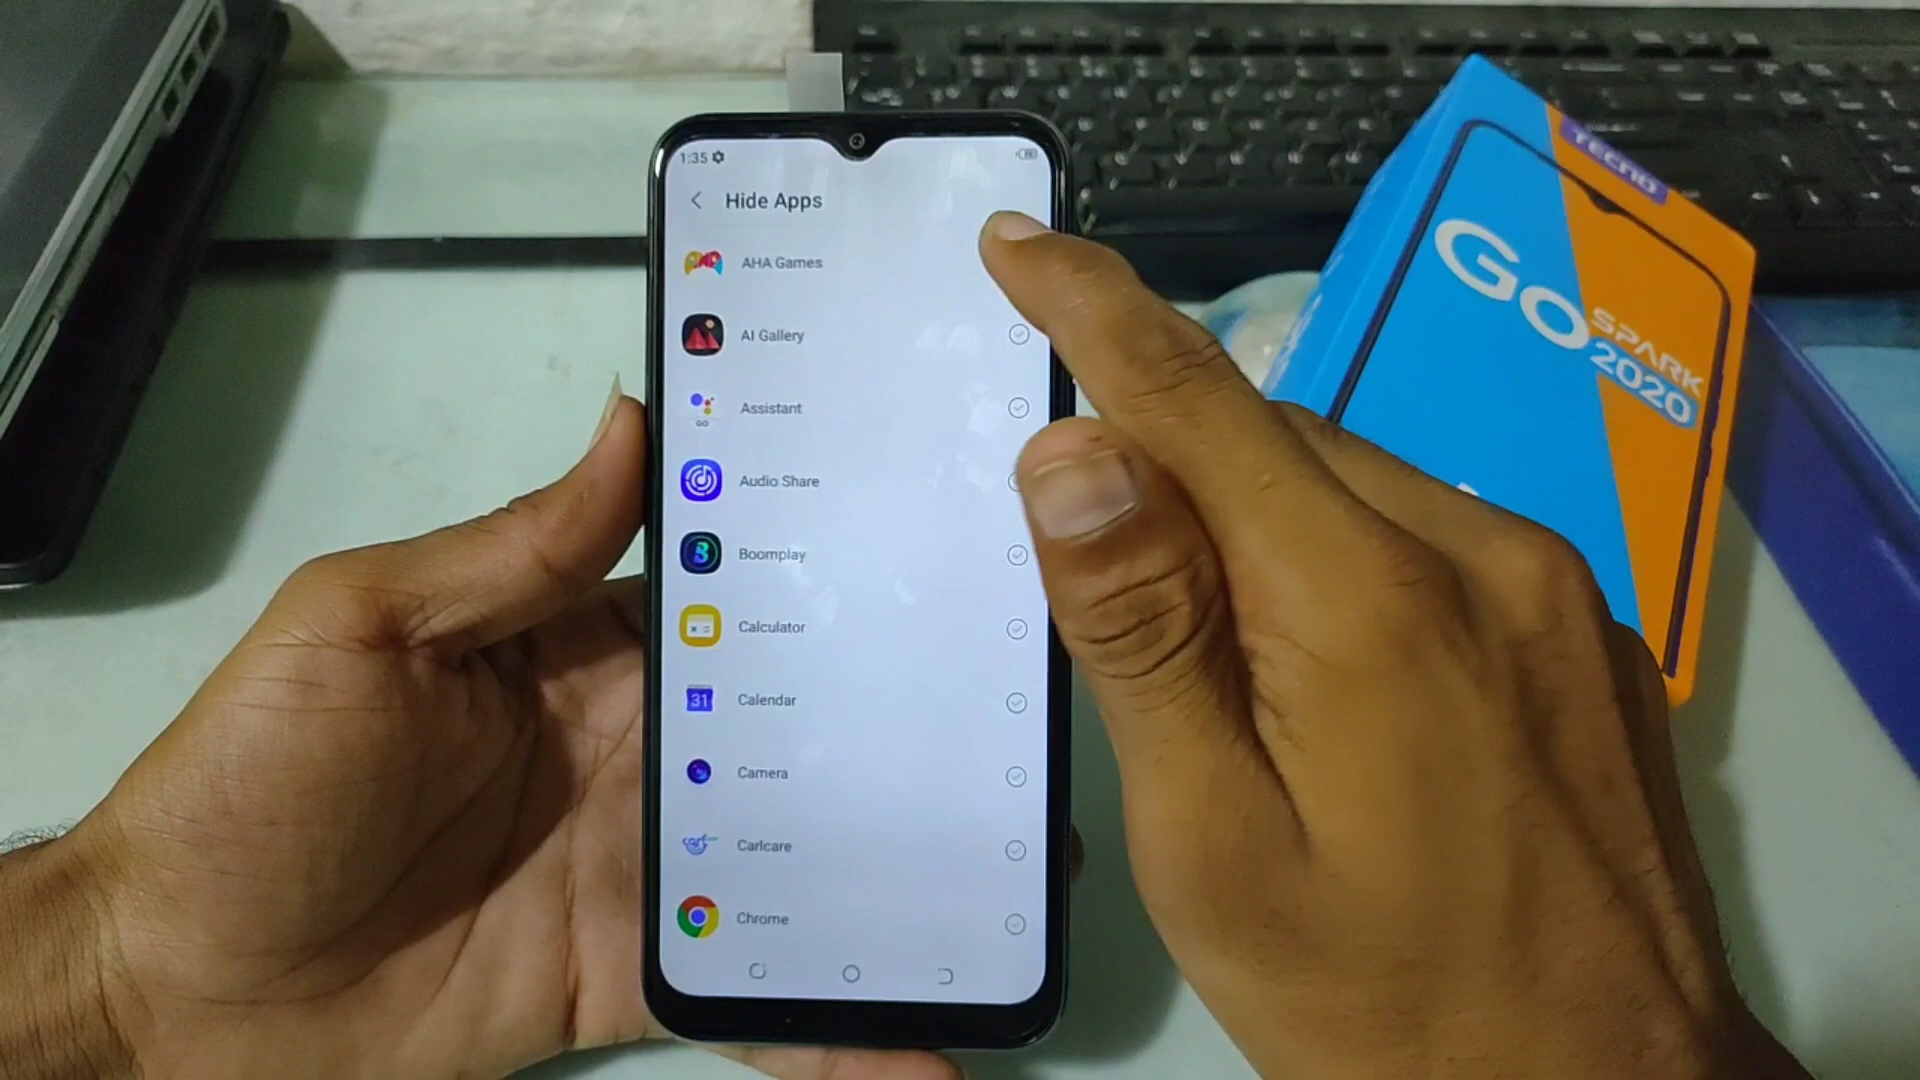 1:35
Hide Apps
AHA Games
AI Gallery
GO
Assistant
Audio Share
Boomplay
Calculator
31
Calendar
Camera
Carlcare
Chrome
TECNO
GO
SPARK
2020